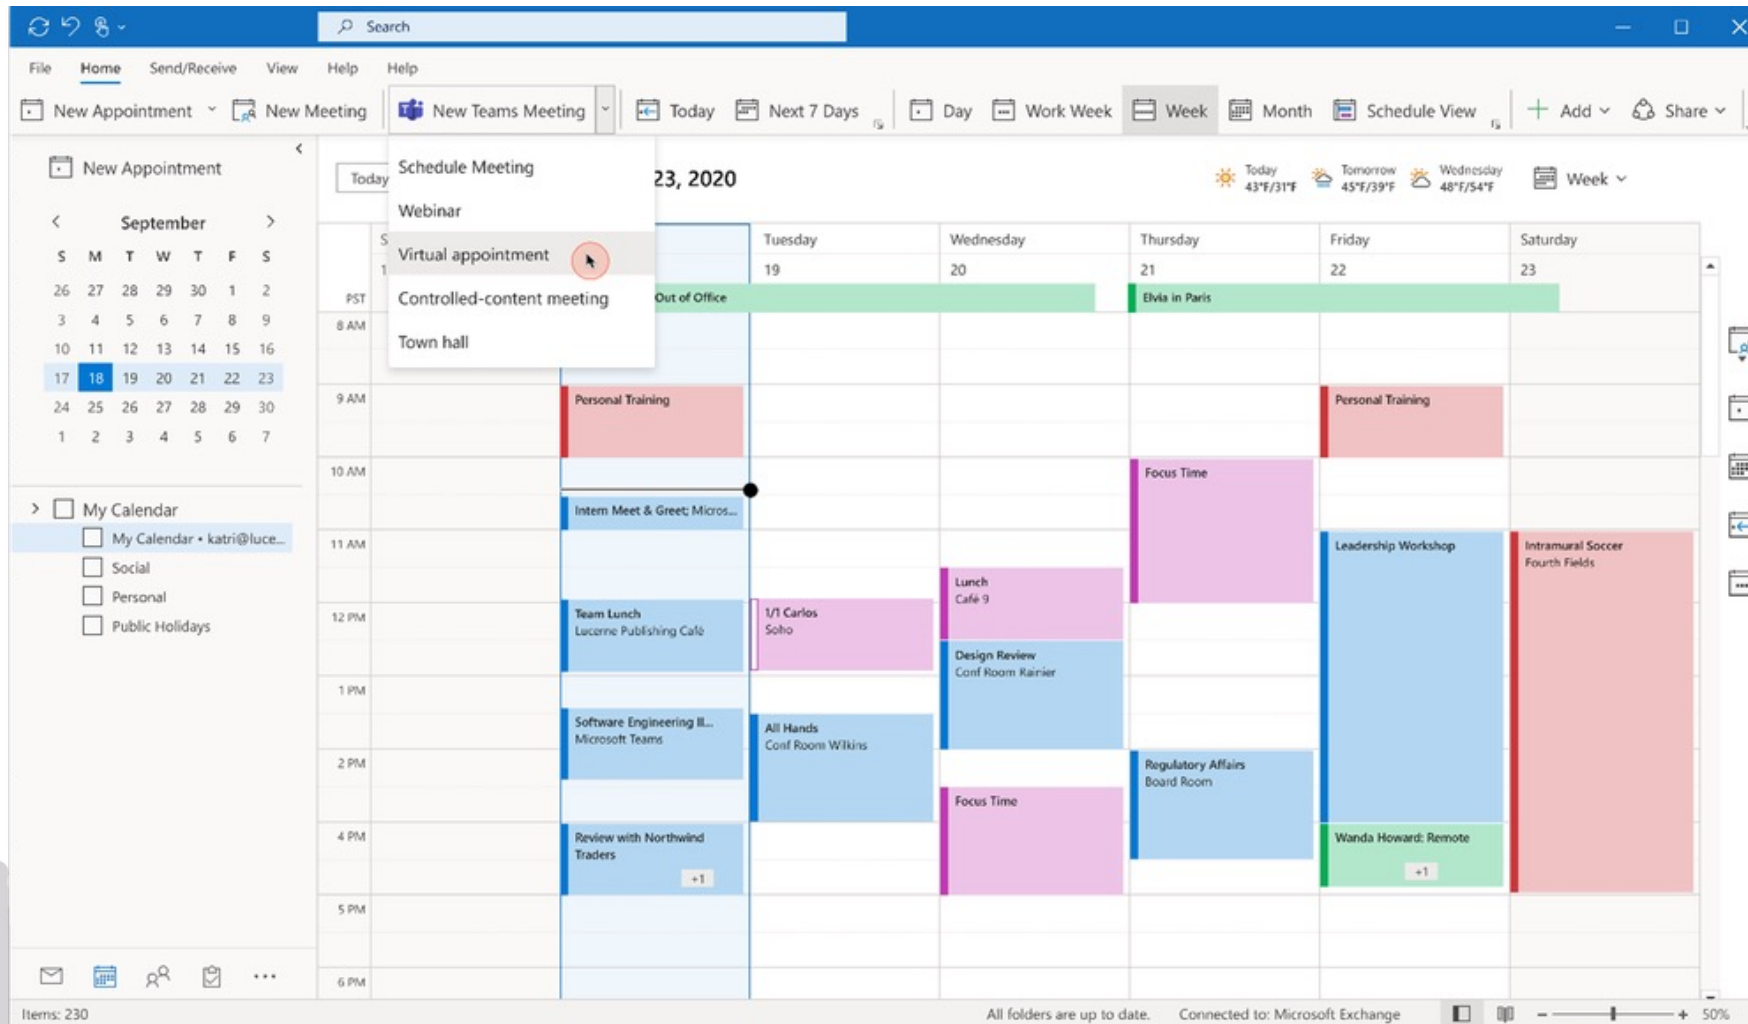 Search
File Home Send/Receive View Help Help
New Appointment New Meeting New Teams Meeting Today Next 7 Days Day Work Week Week Month Schedule View Add Share
New Appointment
Schedule Meeting
Webinar
Virtual appointment
Controlled-content meeting
Town hall
Today
23, 2020
Today
43°F/31°F
Tomorrow
45°F/39°F
Wednesday
48°F/54°F
Week
September
S M T W T F S
26 27 28 29 30 1 2
3 4 5 6 7 8 9
10 11 12 13 14 15 16
17 18 19 20 21 22 23
24 25 26 27 28 29 30
1 2 3 4 5 6 7
My Calendar
My Calendar • katri@luce...
Social
Personal
Public Holidays
S Tuesday Wednesday Thursday Friday Saturday
1 19 20 21 22 23
PST
Out of Office
Elvia in Paris
8 AM
9 AM
10 AM
11 AM
12 PM
1 PM
2 PM
4 PM
5 PM
6 PM
Personal Training
Intern Meet & Greet; Micros...
Team Lunch
Lucerne Publishing Café
Software Engineering II...
Microsoft Teams
Review with Northwind
Traders
+1
1/1 Carlos
Soho
All Hands
Conf Room Wilkins
Lunch
Café 9
Design Review
Conf Room Rainier
Focus Time
Focus Time
Regulatory Affairs
Board Room
Personal Training
Leadership Workshop
Wanda Howard: Remote
+1
Intramural Soccer
Fourth Fields
Items: 230
All folders are up to date. Connected to: Microsoft Exchange
50%